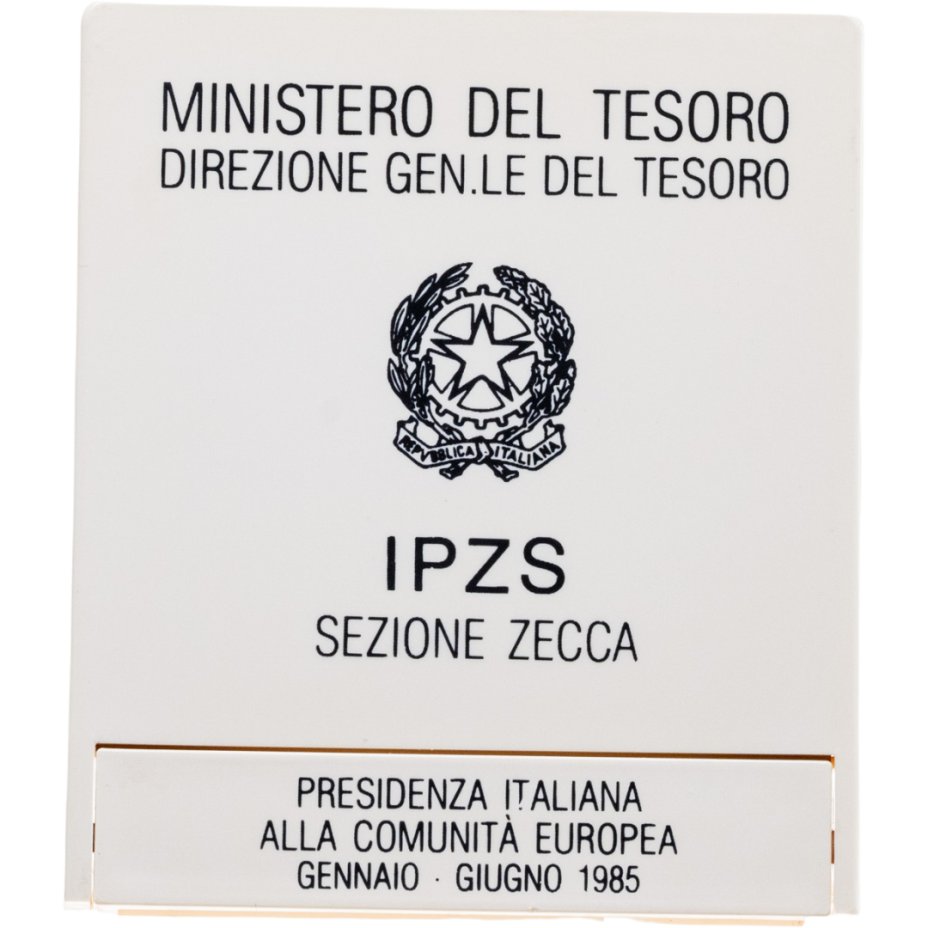 MINISTERO DEL TESORO
DIREZIONE GEN.LE DEL TESORO
REPVBBLICA ITALIANA
IPZS
SEZIONE ZECCA
PRESIDENZA ITALIANA
ALLA COMUNITÀ EUROPEA
GENNAIO · GIUGNO 1985